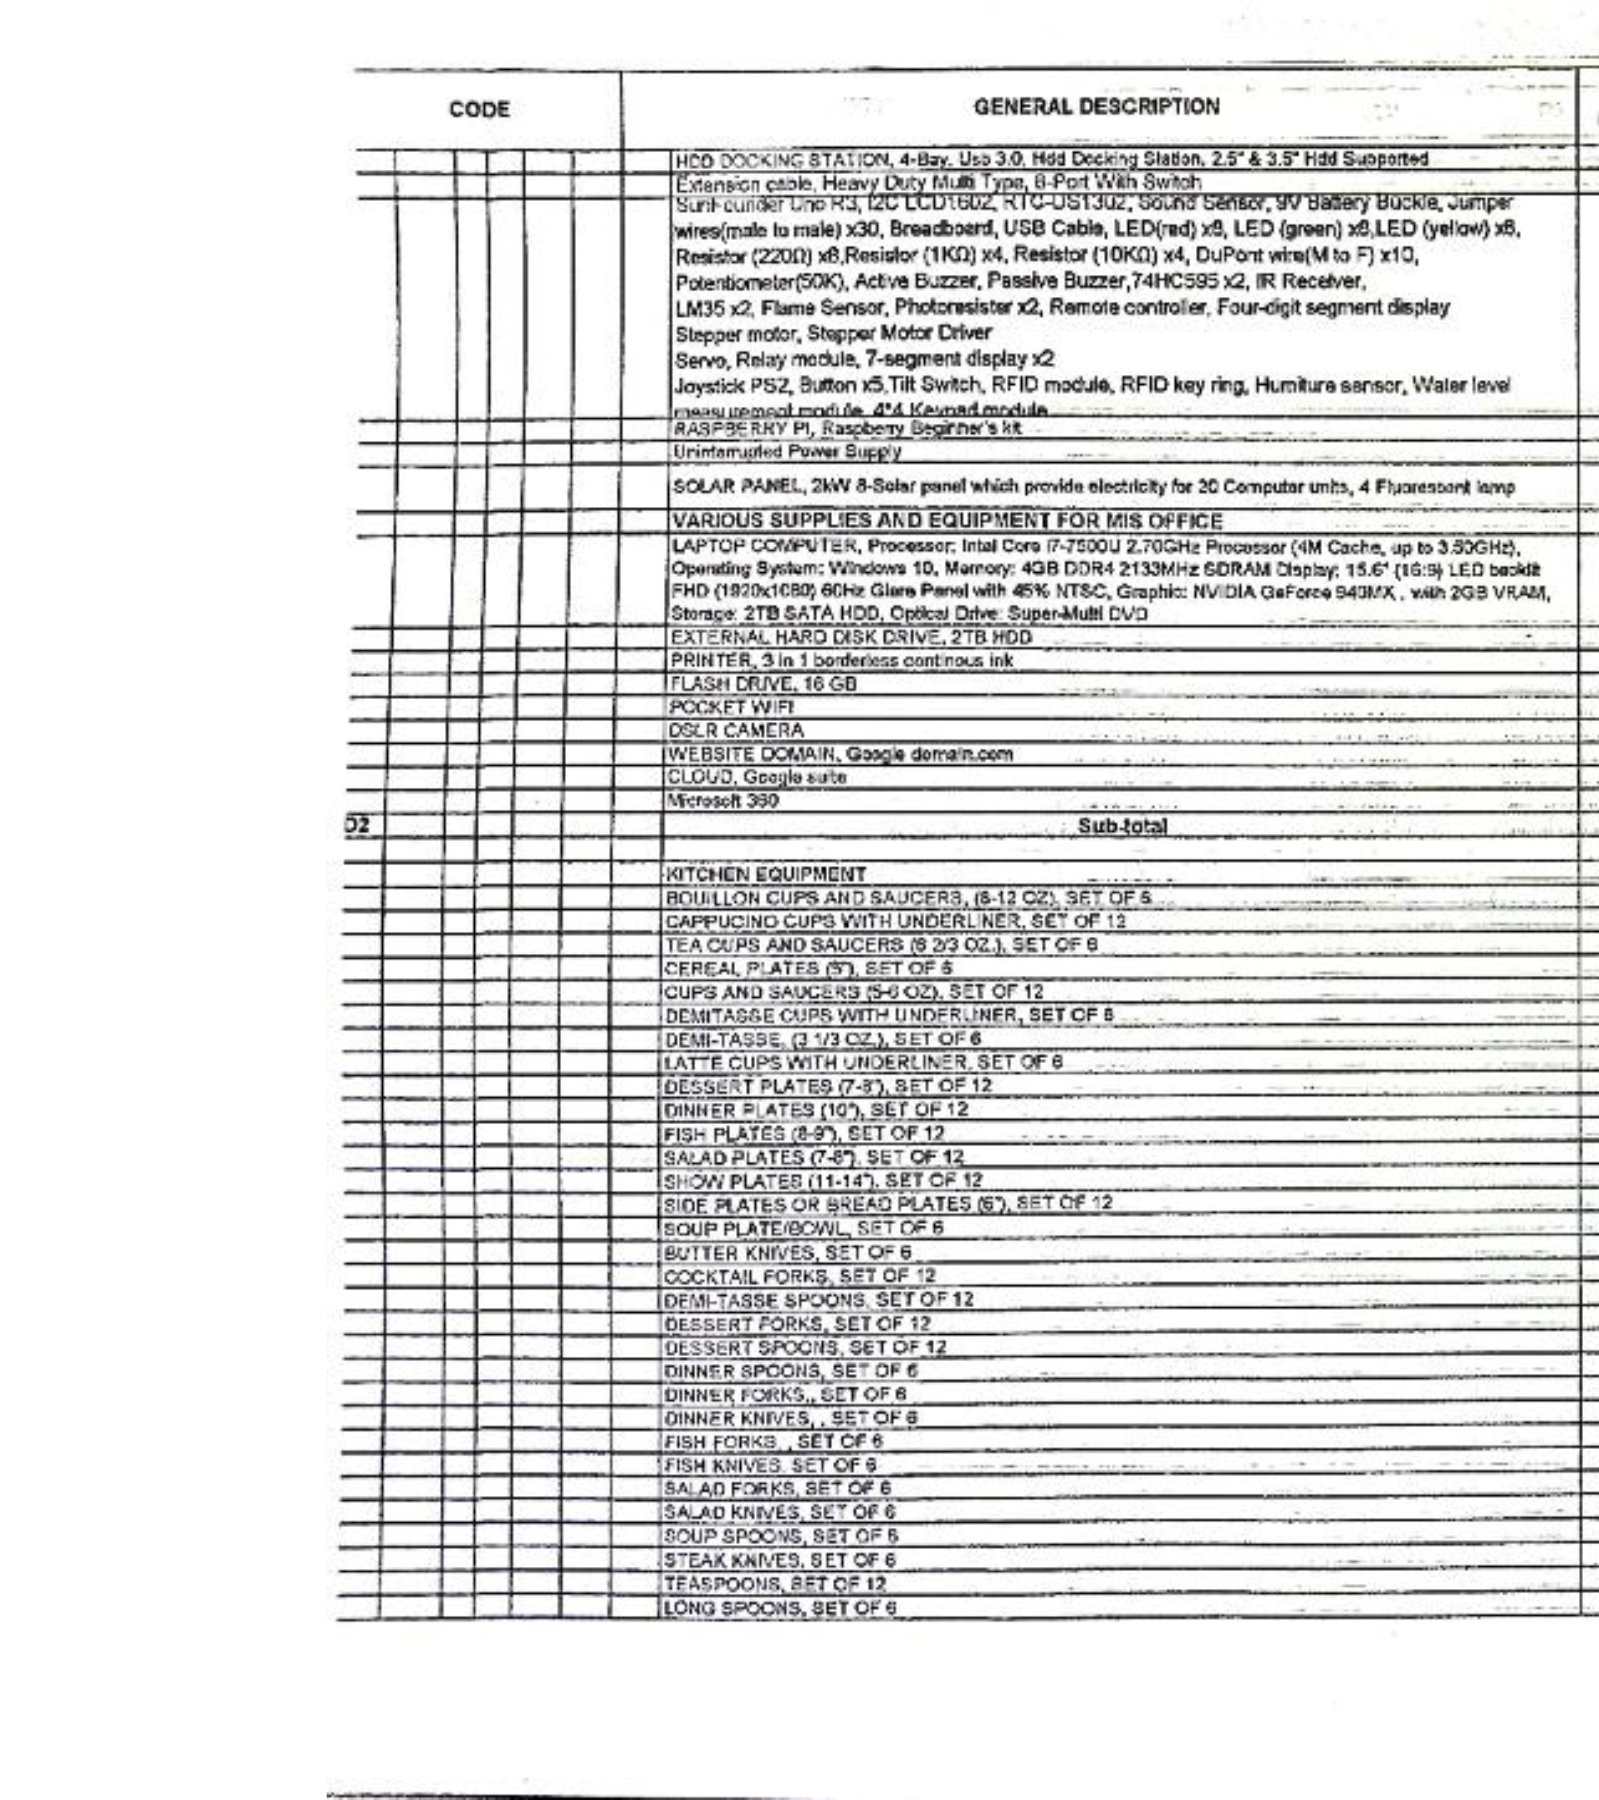 CODE
GENERAL DESCRIPTION
HDD DOCKING STATION, 4-Bay, Usb 3.0, Hdd Docking Station, 2.5" & 3.5" Hdd Supported
Extension cable, Heavy Duty Multi Type, 6-Port With Switch
SunFounder Uno R3, I2C LCD1602, RTC-DS1302, Sound Sensor, 9V Battery Buckle, Jumper
wires(male to male) x30, Breadboard, USB Cable, LED(red) x8, LED (green) x8,LED (yellow) x8,
Resistor (220Ω) x8,Resistor (1KΩ) x4, Resistor (10KΩ) x4, DuPont wire(M to F) x10,
Potentiometer(50K), Active Buzzer, Passive Buzzer,74HC595 x2, IR Receiver,
LM35 x2, Flame Sensor, Photoresister x2, Remote controller, Four-digit segment display
Stepper motor, Stepper Motor Driver
Servo, Relay module, 7-segment display x2
Joystick PS2, Button x5,Tilt Switch, RFID module, RFID key ring, Humiture sensor, Water level
measurement module, 4*4 Keypad module
RASPBERRY PI, Raspberry Beginner's kit
Uninterrupted Power Supply
SOLAR PANEL, 2kW 8-Solar panel which provide electricity for 20 Computer units, 4 Fluorescent lamp
VARIOUS SUPPLIES AND EQUIPMENT FOR MIS OFFICE
LAPTOP COMPUTER, Processor: Intel Core i7-7500U 2.70GHz Processor (4M Cache, up to 3.50GHz),
Operating System: Windows 10, Memory: 4GB DDR4 2133MHz SDRAM Display: 15.6" (16:9) LED backlit
FHD (1920x1080) 60Hz Glare Panel with 45% NTSC, Graphic: NVIDIA GeForce 940MX , with 2GB VRAM,
Storage: 2TB SATA HDD, Optical Drive: Super-Multi DVD
EXTERNAL HARD DISK DRIVE, 2TB HDD
PRINTER, 3 in 1 borderless continous ink
FLASH DRIVE, 16 GB
POCKET WIFI
DSLR CAMERA
WEBSITE DOMAIN, Google domain.com
CLOUD, Google suite
Microsoft 360
02
Sub-total
KITCHEN EQUIPMENT
BOUILLON CUPS AND SAUCERS, (8-12 OZ), SET OF 6
CAPPUCINO CUPS WITH UNDERLINER, SET OF 12
TEA CUPS AND SAUCERS (6 2/3 OZ.), SET OF 6
CEREAL PLATES (5"), SET OF 6
CUPS AND SAUCERS (5-6 OZ), SET OF 12
DEMITASSE CUPS WITH UNDERLINER, SET OF 6
DEMI-TASSE, (3 1/3 OZ.), SET OF 6
LATTE CUPS WITH UNDERLINER, SET OF 6
DESSERT PLATES (7-8"), SET OF 12
DINNER PLATES (10"), SET OF 12
FISH PLATES (8-9"), SET OF 12
SALAD PLATES (7-8"), SET OF 12
SHOW PLATES (11-14"), SET OF 12
SIDE PLATES OR BREAD PLATES (6"), SET OF 12
SOUP PLATE/BOWL, SET OF 6
BUTTER KNIVES, SET OF 6
COCKTAIL FORKS, SET OF 12
DEMI-TASSE SPOONS, SET OF 12
DESSERT FORKS, SET OF 12
DESSERT SPOONS, SET OF 12
DINNER SPOONS, SET OF 6
DINNER FORKS,, SET OF 6
DINNER KNIVES, , SET OF 6
FISH FORKS, , SET OF 6
FISH KNIVES, SET OF 6
SALAD FORKS, SET OF 6
SALAD KNIVES, SET OF 6
SOUP SPOONS, SET OF 6
STEAK KNIVES, SET OF 6
TEASPOONS, SET OF 12
LONG SPOONS, SET OF 6